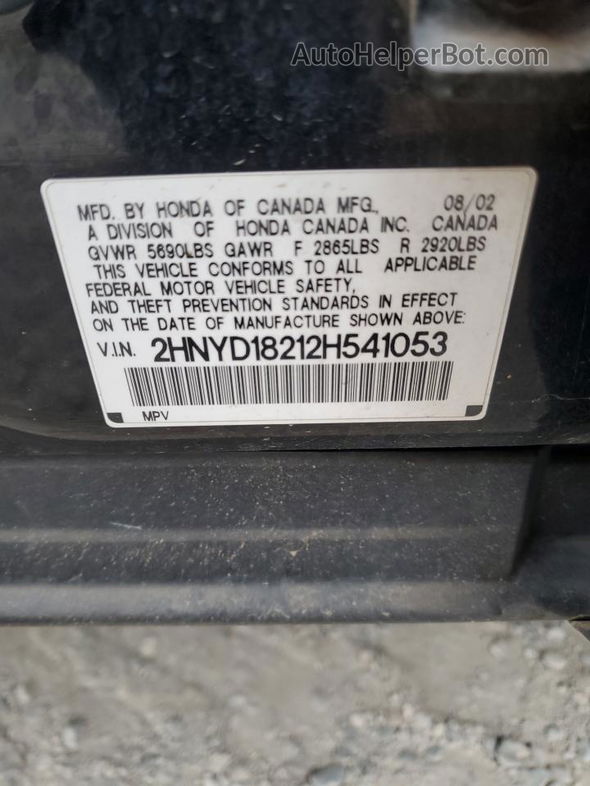 AutoHelperBot.com
MFD. BY HONDA OF CANADA MFG., 08/02
A DIVISION OF HONDA CANADA INC. CANADA
GVWR 5690LBS GAWR F 2865LBS R 2920LBS
THIS VEHICLE CONFORMS TO ALL APPLICABLE
FEDERAL MOTOR VEHICLE SAFETY,
AND THEFT PREVENTION STANDARDS IN EFFECT
ON THE DATE OF MANUFACTURE SHOWN ABOVE:
V.I.N. 2HNYD18212H541053
MPV